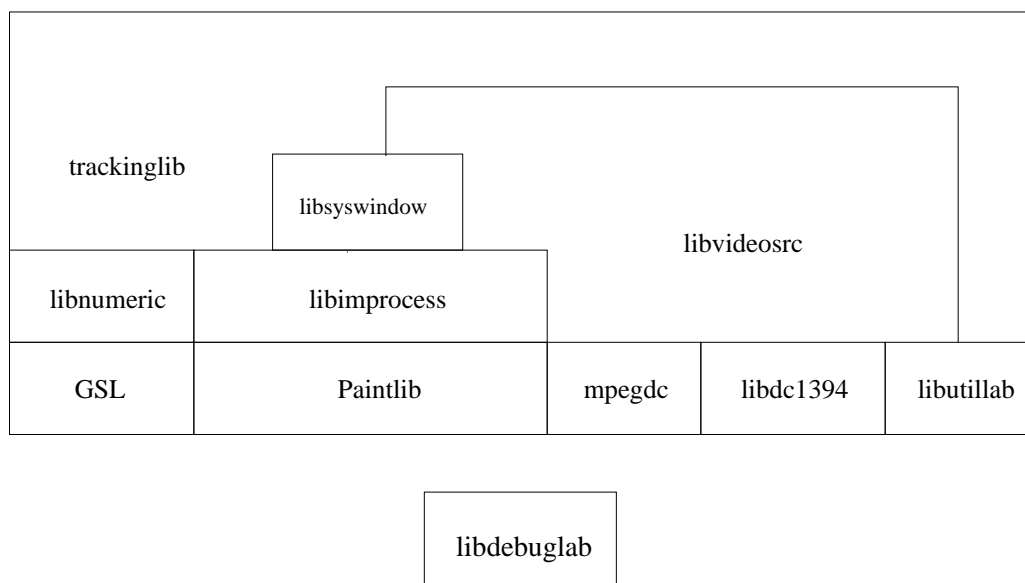 trackinglib
libsyswindow
libvideosrc
libnumeric
libimprocess
GSL
Paintlib
mpegdc
libdc1394
libutillab
libdebuglab